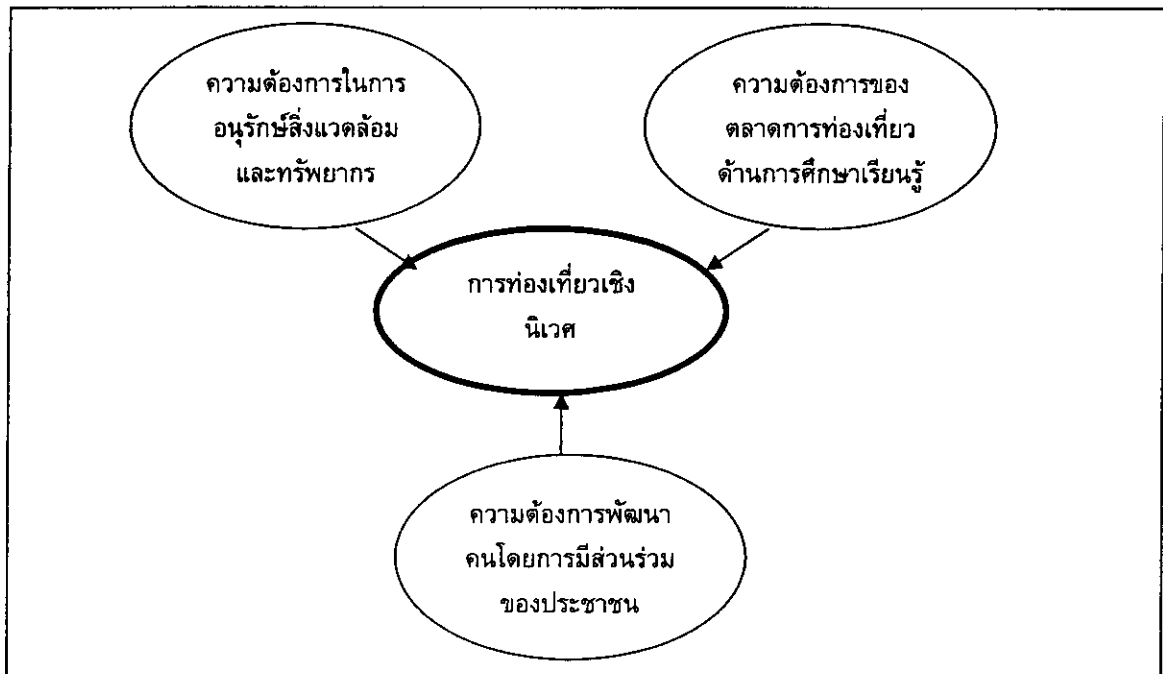 ความต้องการในการ
อนุรักษ์สิ่งแวดล้อม
และทรัพยากร
ความต้องการของ
ตลาดการท่องเที่ยว
ด้านการศึกษาเรียนรู้
การท่องเที่ยวเชิง
นิเวศ
ความต้องการพัฒนา
คนโดยการมีส่วนร่วม
ของประชาชน